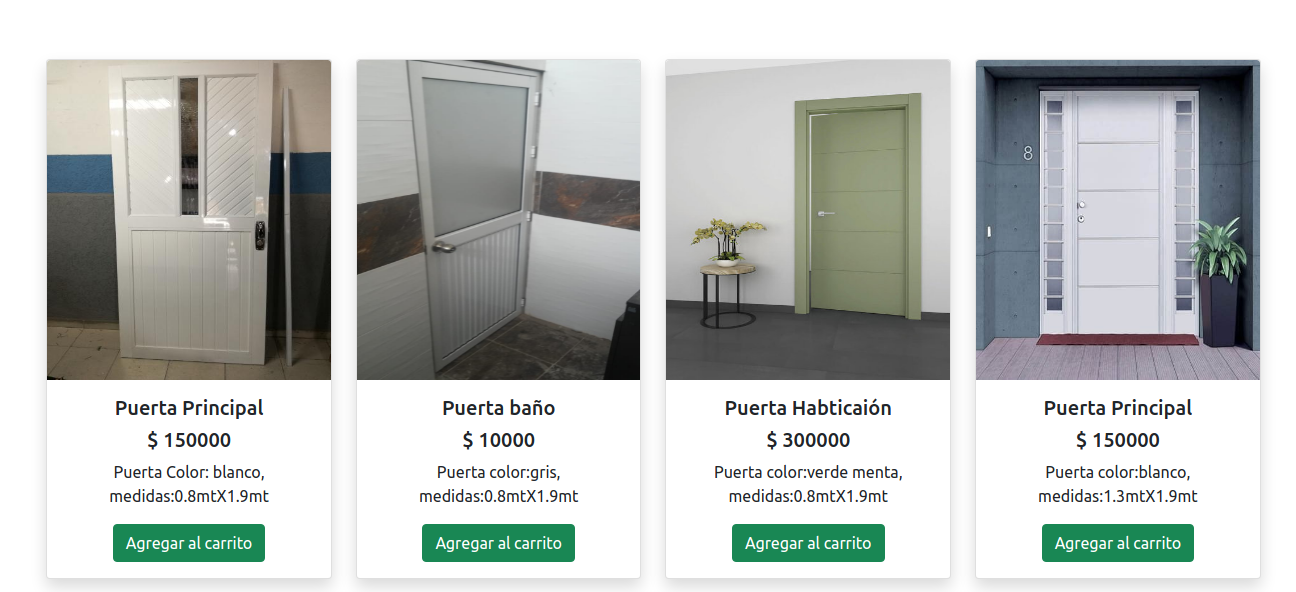 Puerta Principal
$ 150000
Puerta Color: blanco,
medidas:0.8mtX1.9mt
Agregar al carrito
Puerta baño
$ 10000
Puerta color:gris,
medidas:0.8mtX1.9mt
Agregar al carrito
Puerta Habticaión
$ 300000
Puerta color:verde menta,
medidas:0.8mtX1.9mt
Agregar al carrito
8
Puerta Principal
$ 150000
Puerta color:blanco,
medidas:1.3mtX1.9mt
Agregar al carrito